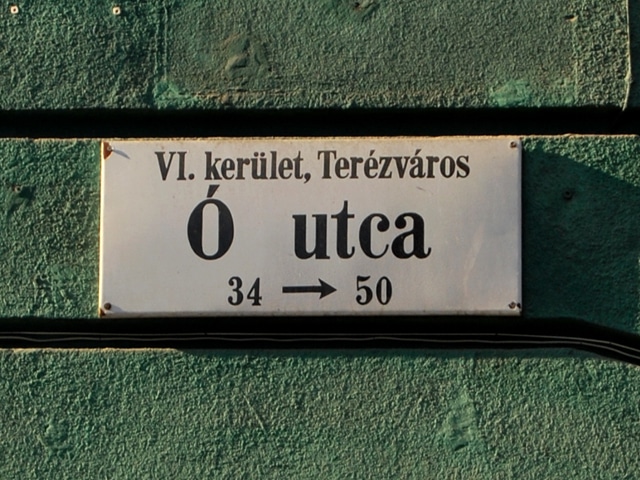 VI. kerület, Terézváros
Ó utca
34 → 50